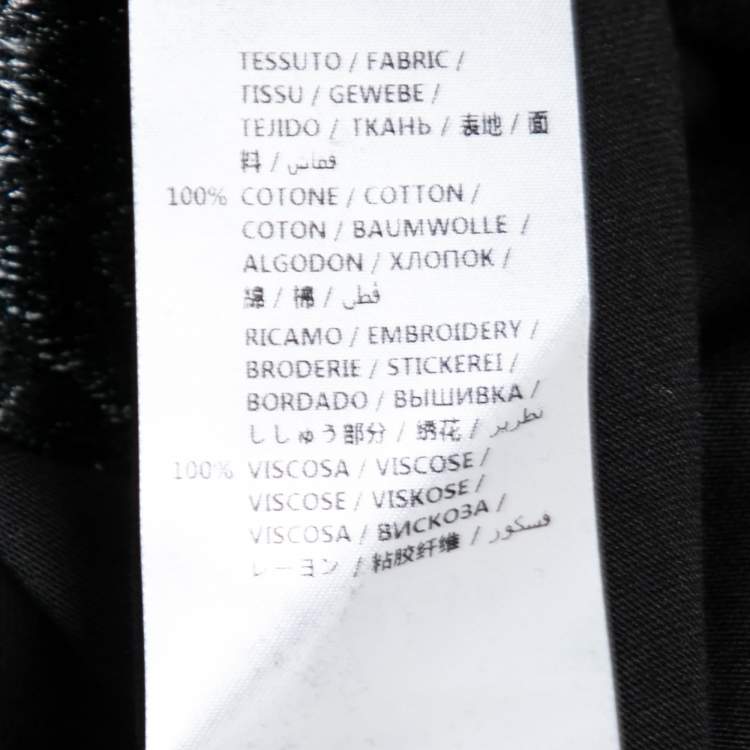 TESSUTO / FABRIC /
TISSU / GEWEBE /
TEJIDO / ТКАНЬ / 表地 / 面
料 / قماش
100% COTONE / COTTON /
COTON / BAUMWOLLE /
ALGODON / ХЛОПОК /
綿 / 棉 / قطن
RICAMO / EMBROIDERY /
BRODERIE / STICKEREI /
BORDADO / ВЫШИВКА /
ししゅう部分 / 绣花 / تطريز
100% VISCOSA / VISCOSE /
VISCOSE / VISKOSE /
VISCOSA / ВИСКОЗА /
レーヨン / 粘胶纤维 / فسكوز